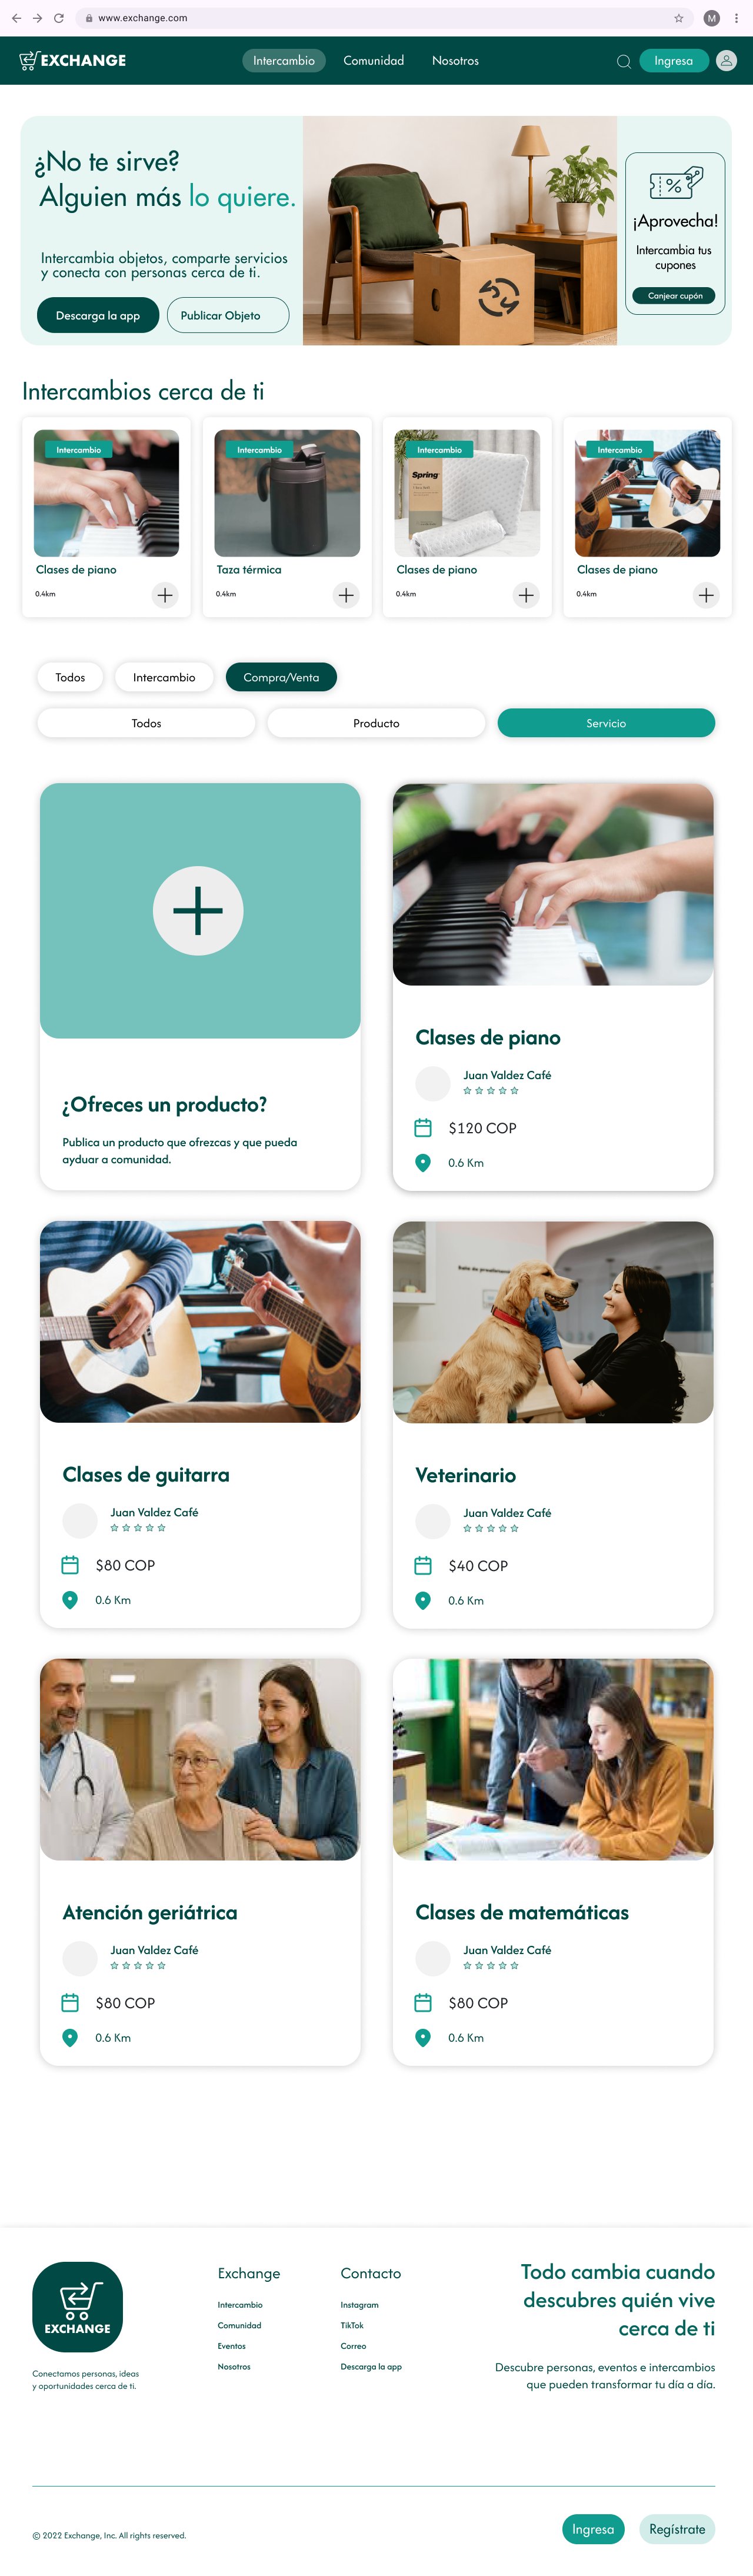 www.exchange.com
M
EXCHANGE
Intercambio
Comunidad
Nosotros
Ingresa
¿No te sirve?
Alguien más lo quiere.
Intercambia objetos, comparte servicios
y conecta con personas cerca de ti.
Descarga la app
Publicar Objeto
%
¡Aprovecha!
Intercambia tus
cupones
Canjear cupón
Intercambios cerca de ti
Intercambio
Clases de piano
0.4km
Intercambio
Taza térmica
0.4km
Intercambio
Spring
Clases de piano
0.4km
Intercambio
Clases de piano
0.4km
Todos
Intercambio
Compra/Venta
Todos
Producto
Servicio
¿Ofreces un producto?
Publica un producto que ofrezcas y que pueda
ayduar a comunidad.
Clases de piano
Juan Valdez Café
$120 COP
0.6 Km
Clases de guitarra
Juan Valdez Café
$80 COP
0.6 Km
Veterinario
Juan Valdez Café
$40 COP
0.6 Km
Atención geriátrica
Juan Valdez Café
$80 COP
0.6 Km
Clases de matemáticas
Juan Valdez Café
$80 COP
0.6 Km
EXCHANGE
Conectamos personas, ideas
y oportunidades cerca de ti.
Exchange
Intercambio
Comunidad
Eventos
Nosotros
Contacto
Instagram
TikTok
Correo
Descarga la app
Todo cambia cuando
descubres quién vive
cerca de ti
Descubre personas, eventos e intercambios
que pueden transformar tu día a día.
© 2022 Exchange, Inc. All rights reserved.
Ingresa
Regístrate